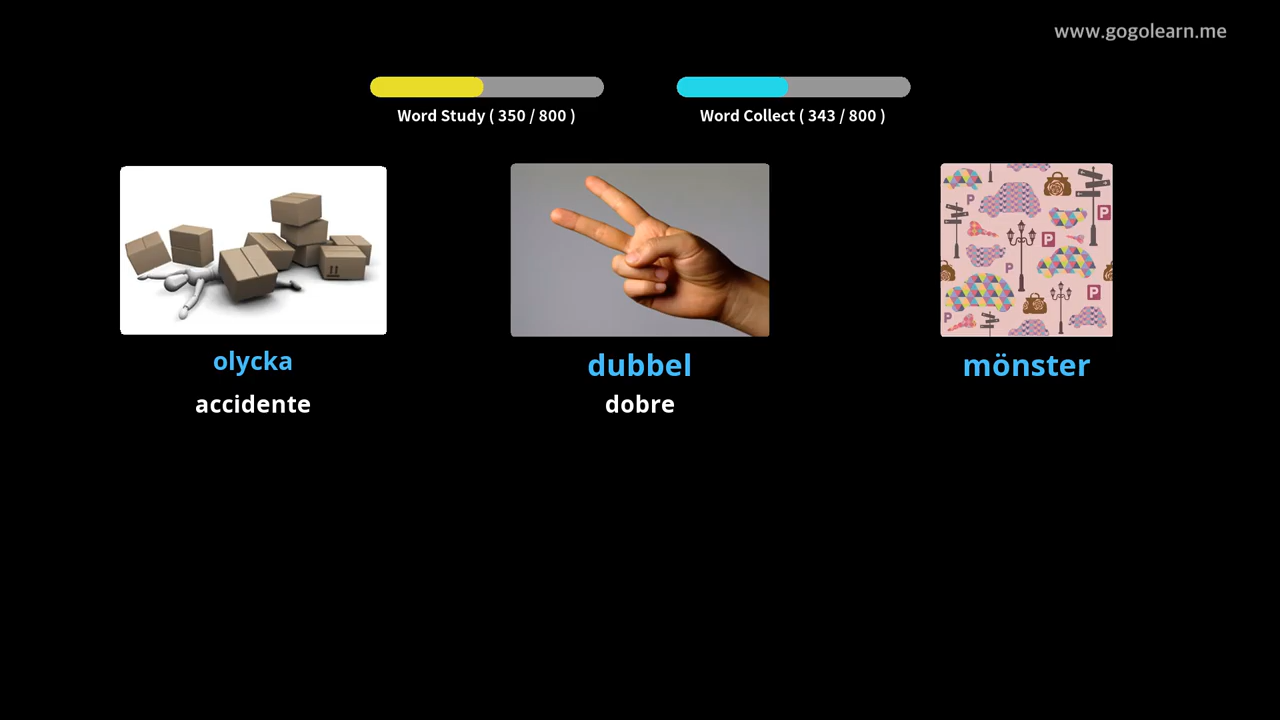 www.gogolearn.me
Word Study ( 350 / 800 )
Word Collect ( 343 / 800 )
olycka
accidente
dubbel
dobre
mönster
P
P
P
P
P
P